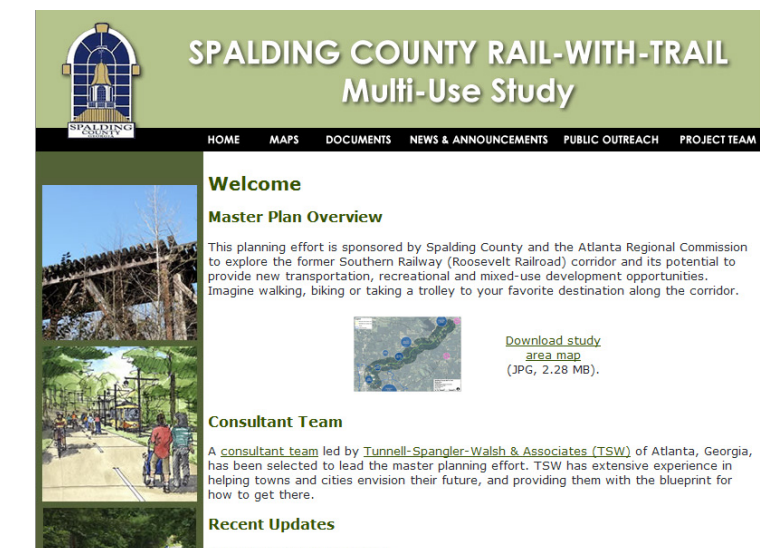 SPALDING COUNTY RAIL-WITH-TRAIL
Multi-Use Study
SPALDING
COUNTY
GEORGIA
HOME MAPS DOCUMENTS NEWS & ANNOUNCEMENTS PUBLIC OUTREACH PROJECT TEAM
Welcome
Master Plan Overview
This planning effort is sponsored by Spalding County and the Atlanta Regional Commission
to explore the former Southern Railway (Roosevelt Railroad) corridor and its potential to
provide new transportation, recreational and mixed-use development opportunities.
Imagine walking, biking or taking a trolley to your favorite destination along the corridor.
Download study
area map
(JPG, 2.28 MB).
Consultant Team
A consultant team led by Tunnell-Spangler-Walsh & Associates (TSW) of Atlanta, Georgia,
has been selected to lead the master planning effort. TSW has extensive experience in
helping towns and cities envision their future, and providing them with the blueprint for
how to get there.
Recent Updates